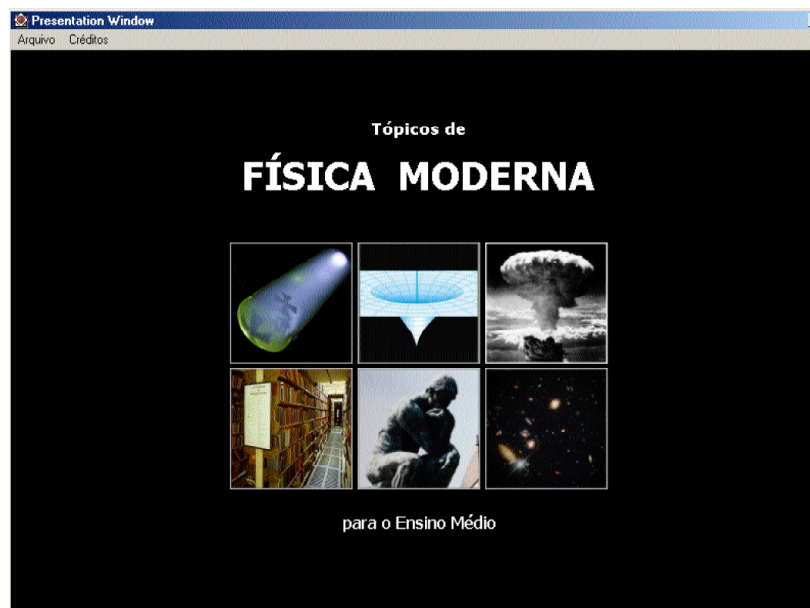 Presentation Window
Arquivo Créditos
Tópicos de
FÍSICA MODERNA
para o Ensino Médio